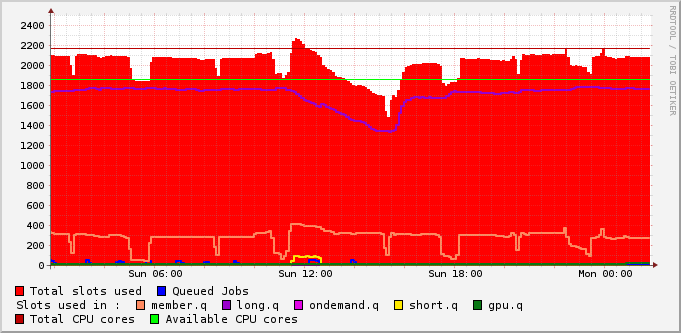 RRDTOOL / TOBI OETIKER
2400
2200
2000
1800
1600
1400
1200
1000
800
600
400
200
0
Sun 06:00 Sun 12:00 Sun 18:00 Mon 00:00
Total slots used Queued Jobs
Slots used in : member.q long.q ondemand.q short.q gpu.q
Total CPU cores Available CPU cores